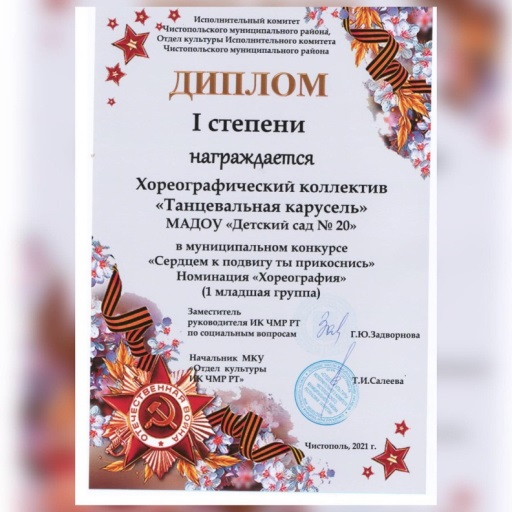 Исполнительный комитет
Чистопольского муниципального района,
Отдел культуры Исполнительного комитета
Чистопольского муниципального района
ДИПЛОМ
I степени
награждается
Хореографический коллектив
«Танцевальная карусель»
МАДОУ «Детский сад № 20»
в муниципальном конкурсе
«Сердцем к подвигу ты прикоснись»
Номинация «Хореография»
(1 младшая группа)
Заместитель
руководителя ИК ЧМР РТ
по социальным вопросам
Г.Ю.Задворнова
Начальник МКУ
«Отдел культуры
ИК ЧМР РТ»
Т.И.Салеева
ОТЕЧЕСТВЕННАЯ ВОЙНА
Чистополь, 2021 г.